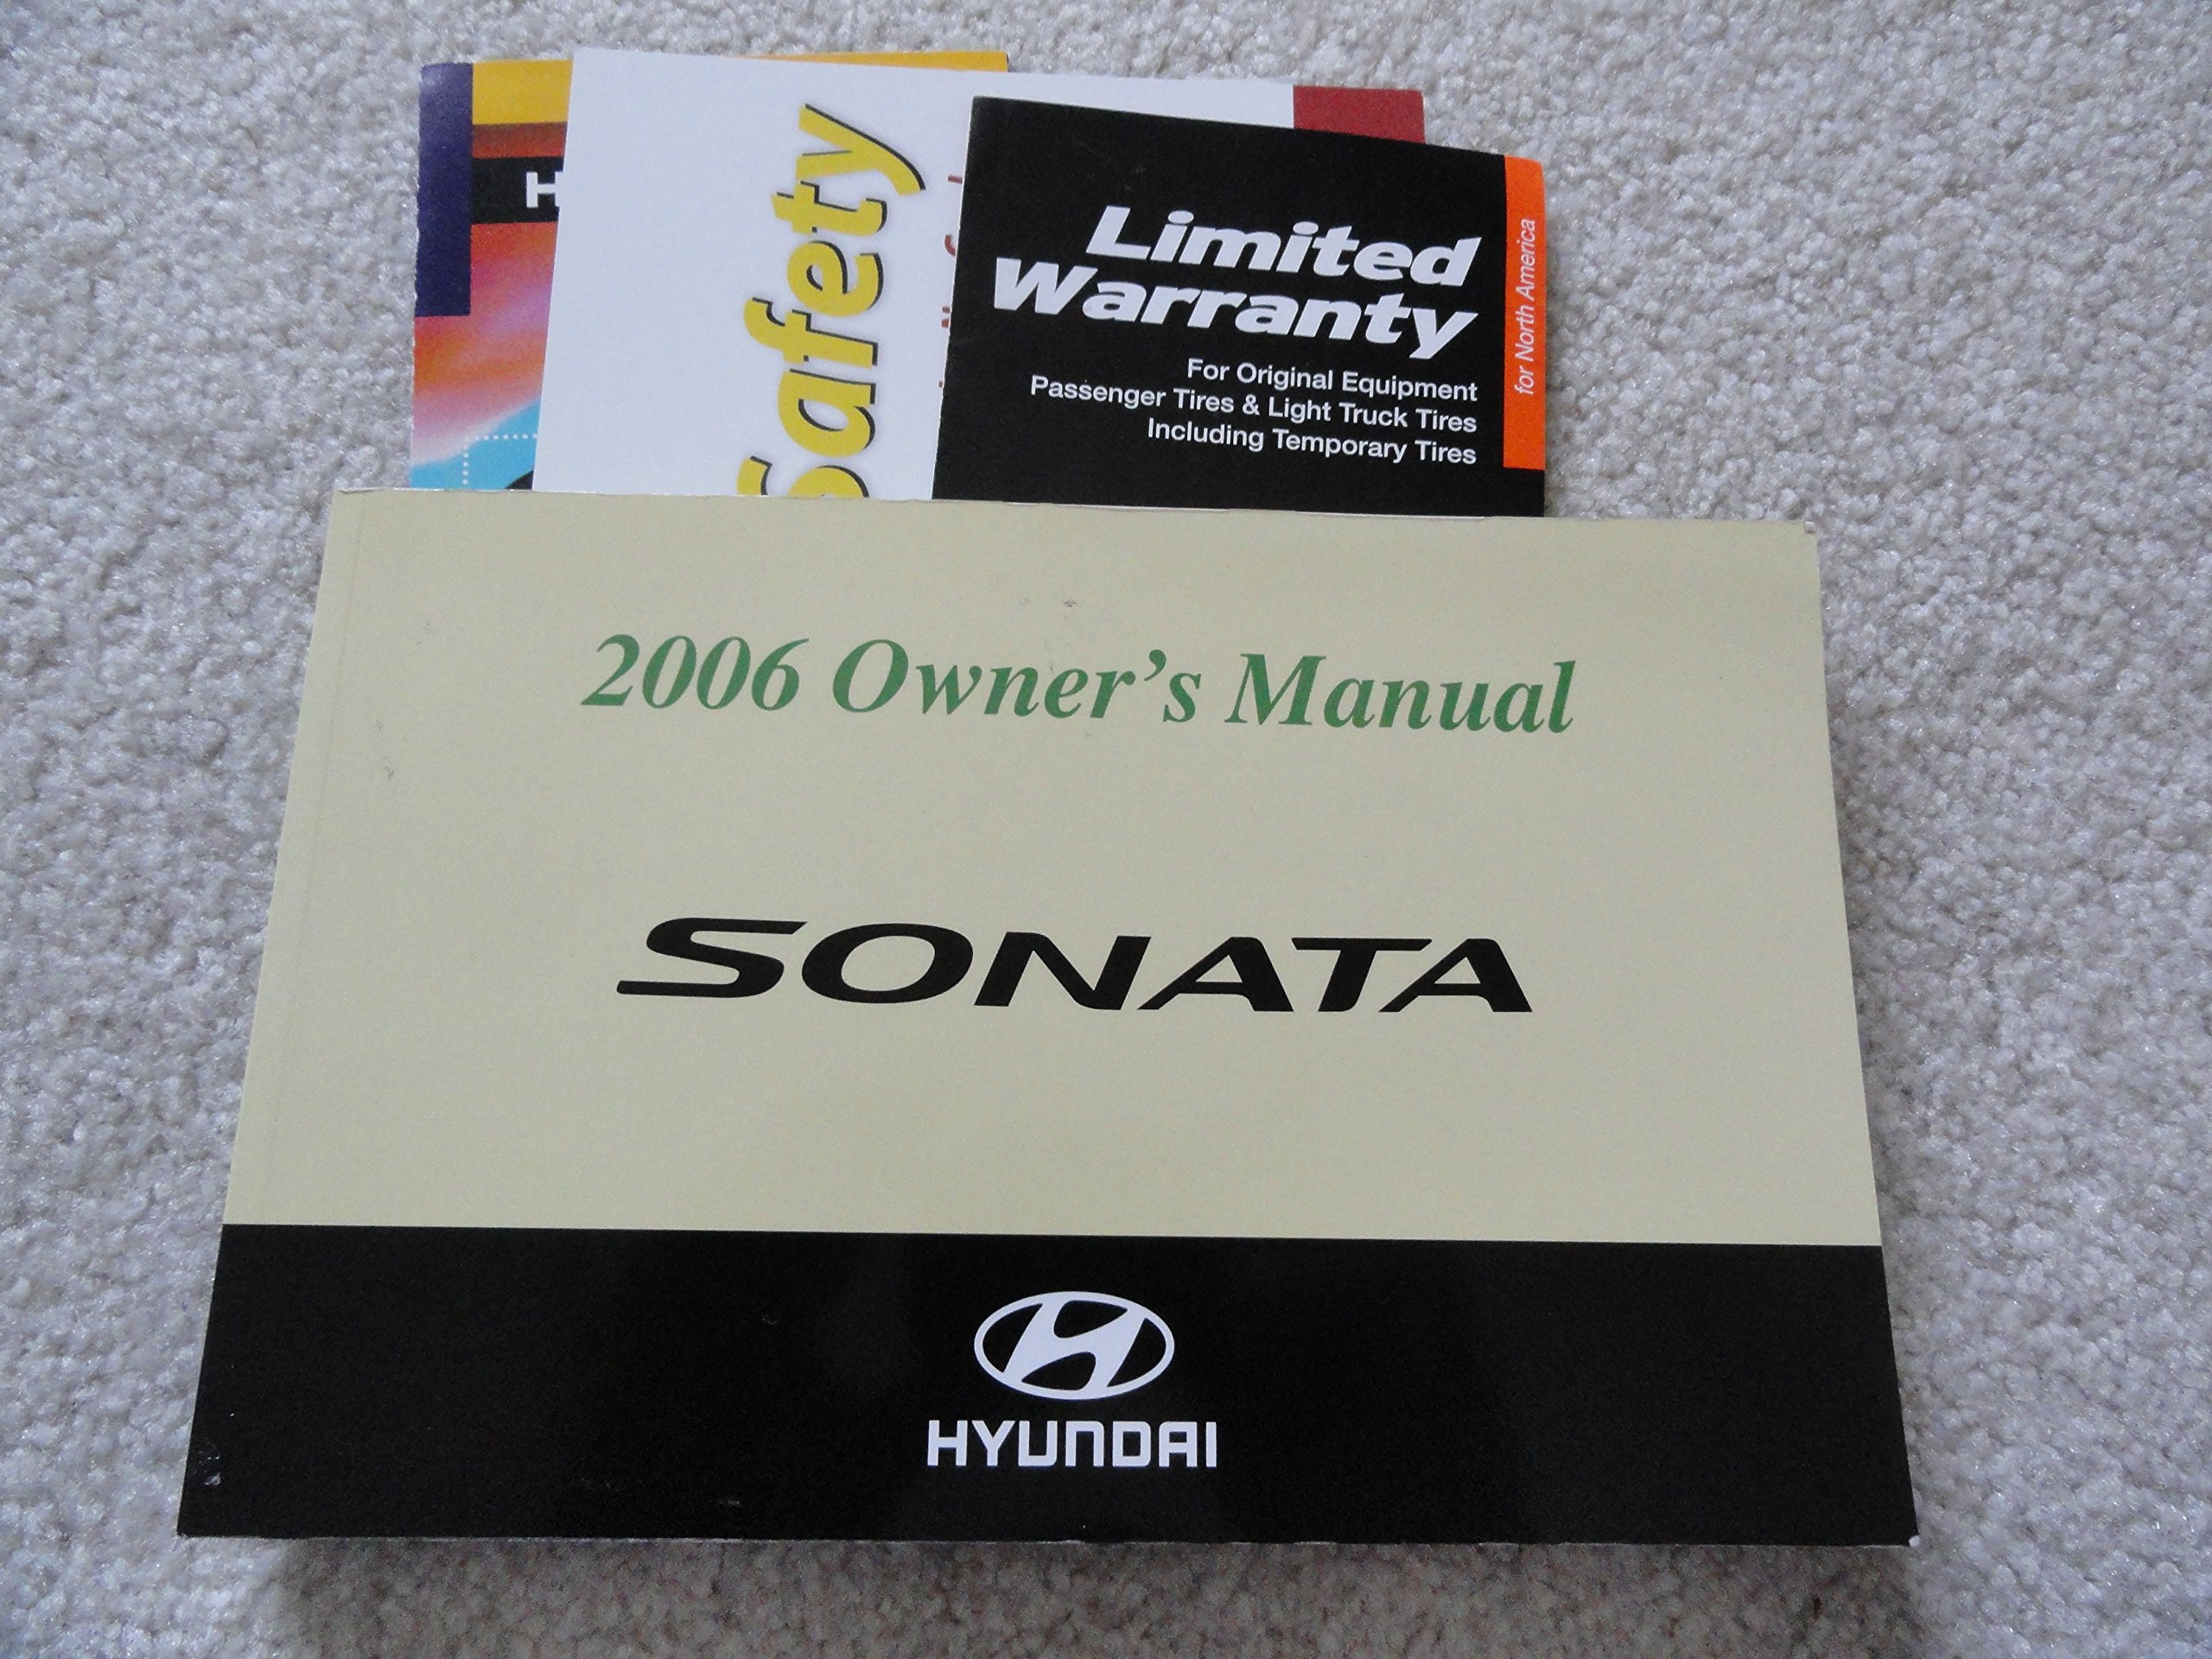 Safety
Limited
Warranty
For Original Equipment
Passenger Tires & Light Truck Tires
Including Temporary Tires
for North America
2006 Owner's Manual
SONATA
HYUNDAI